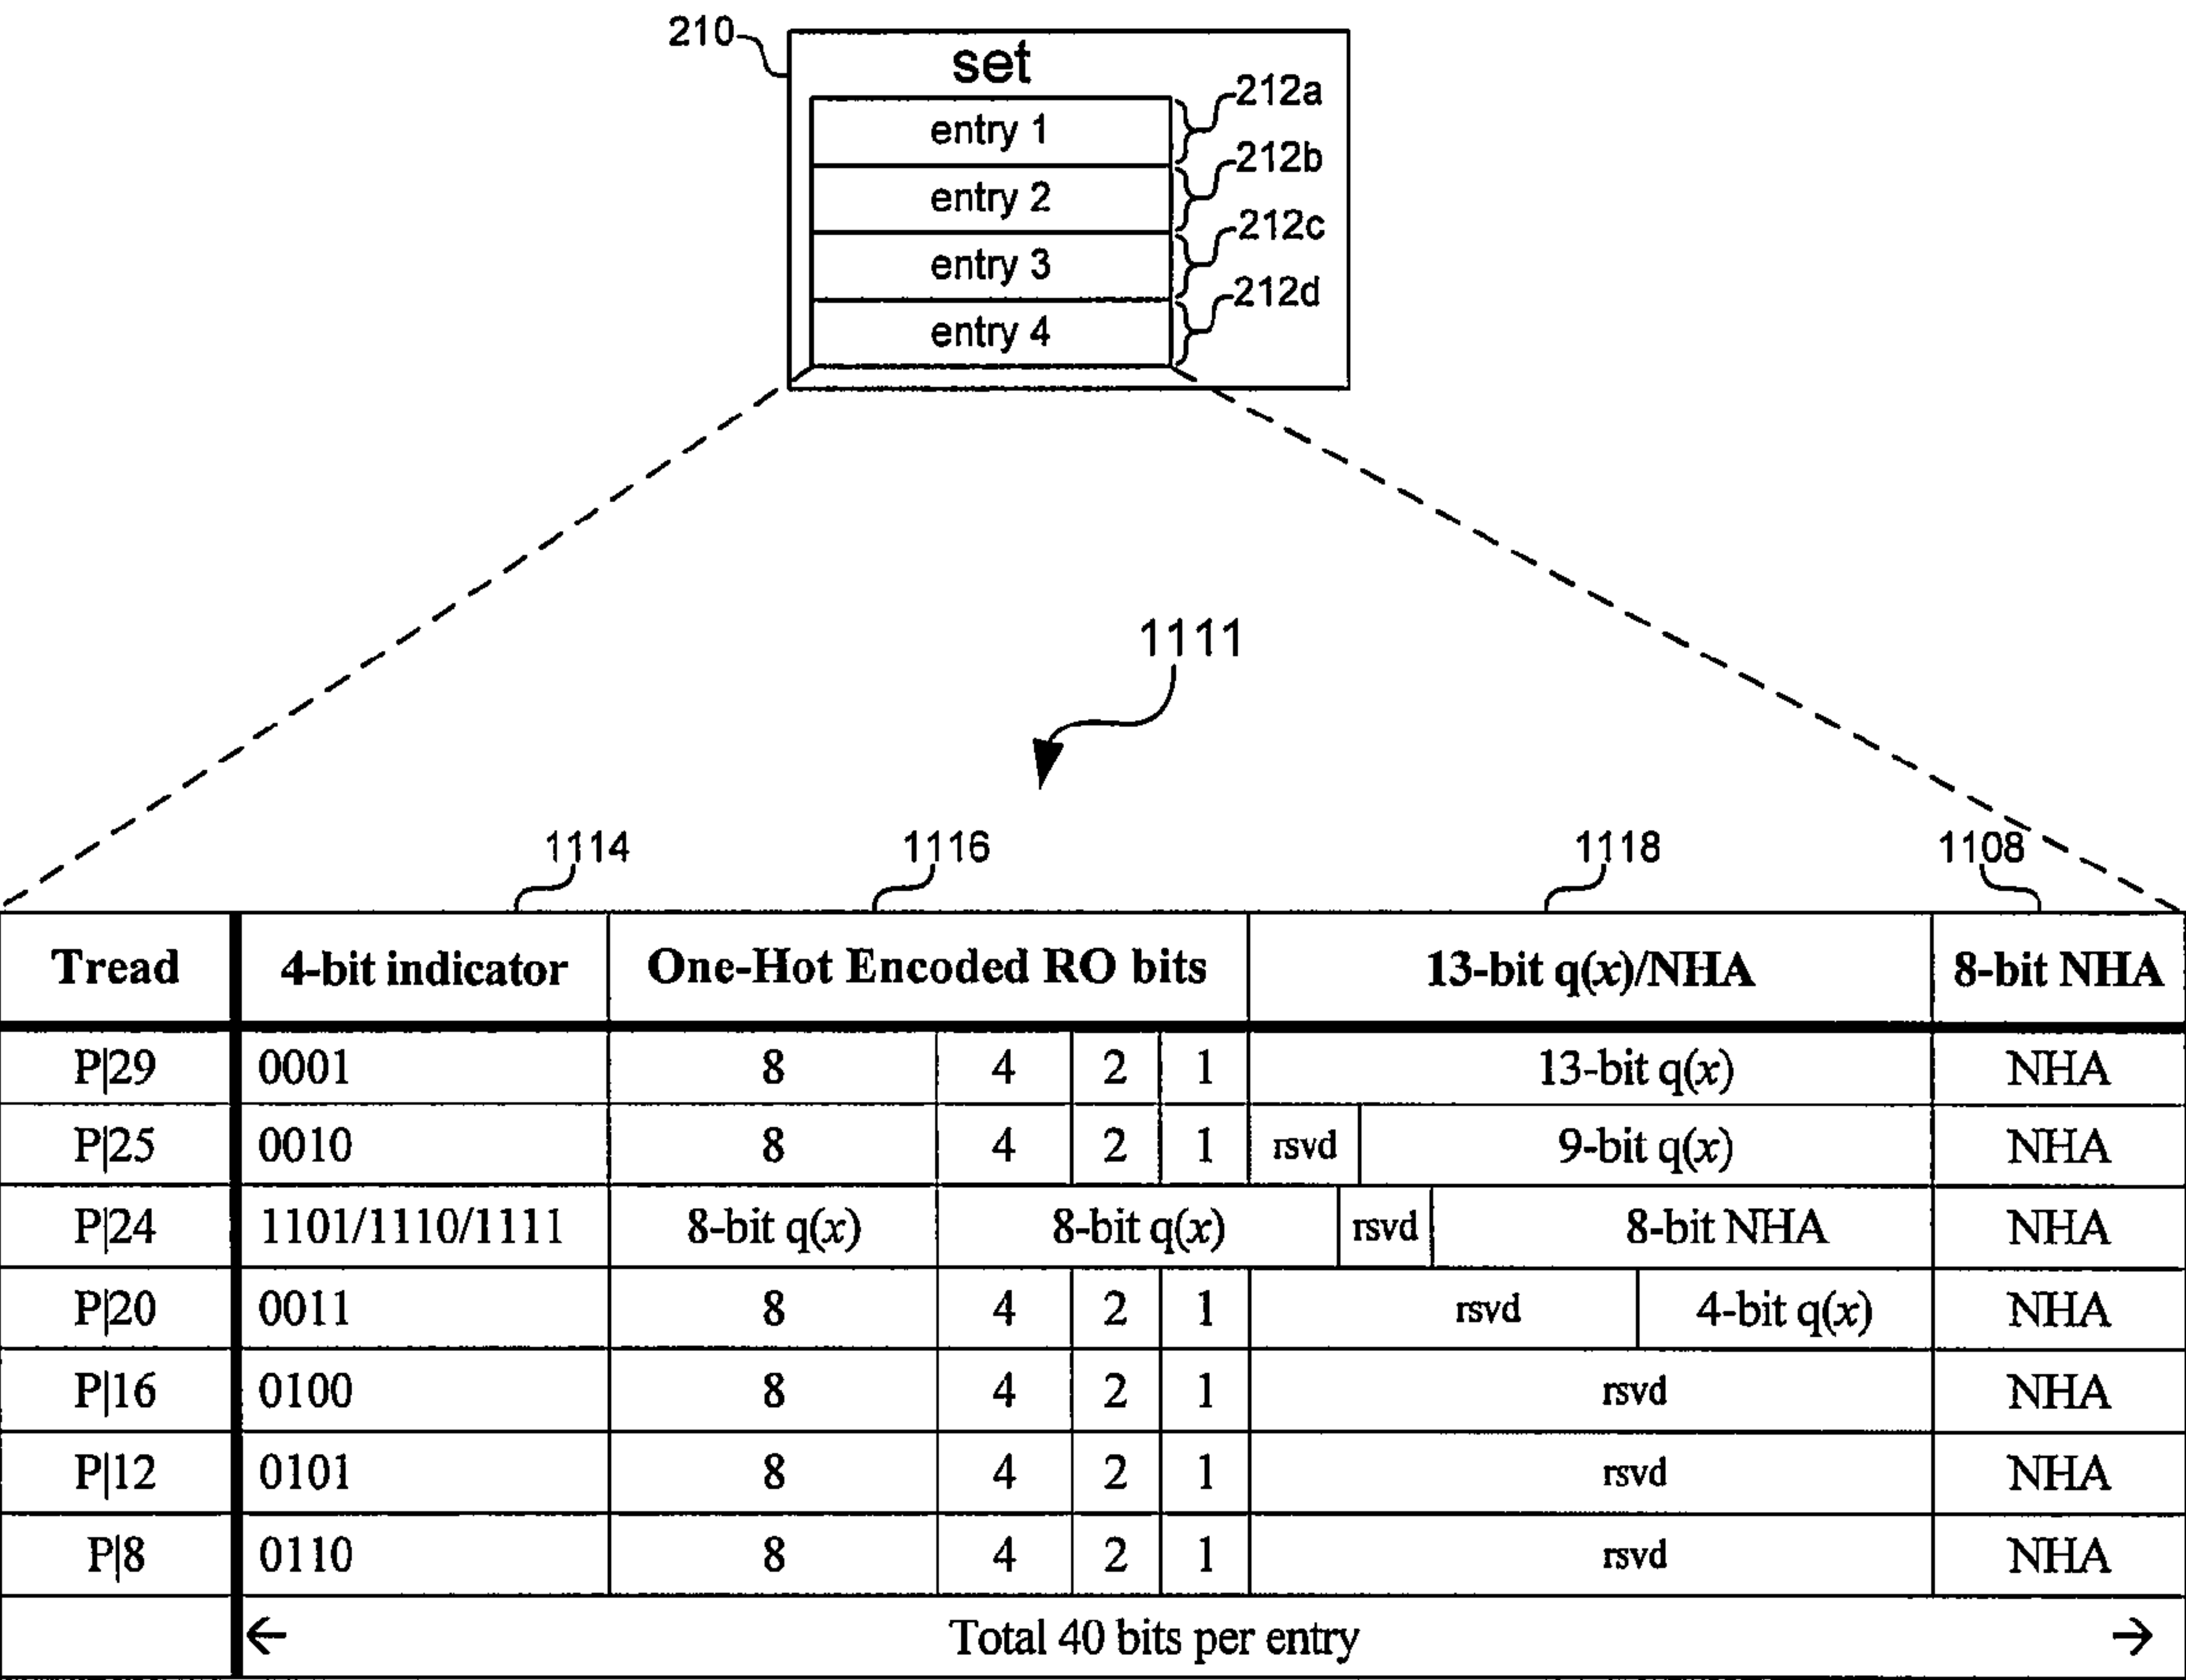 210
set
212a
entry 1
212b
entry 2
212c
entry 3
212d
entry 4
1111
1114 1116 1118 1108
Tread 4-bit indicator One-Hot Encoded RO bits 13-bit q(x)/NHA 8-bit NHA
P|29 0001 8 4 2 1 13-bit q(x) NHA
P|25 0010 8 4 2 1 rsvd 9-bit q(x) NHA
P|24 1101/1110/1111 8-bit q(x) 8-bit q(x) rsvd 8-bit NHA NHA
P|20 0011 8 4 2 1 rsvd 4-bit q(x) NHA
P|16 0100 8 4 2 1 rsvd NHA
P|12 0101 8 4 2 1 rsvd NHA
P|8 0110 8 4 2 1 rsvd NHA
← Total 40 bits per entry →